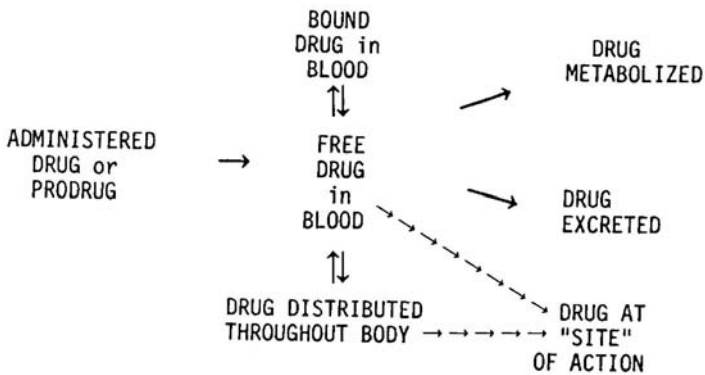 BOUND
DRUG in
BLOOD
DRUG
METABOLIZED
ADMINISTERED
DRUG or
PRODRUG
FREE
DRUG
in
BLOOD
DRUG
EXCRETED
DRUG DISTRIBUTED
THROUGHOUT BODY
DRUG AT
"SITE"
OF ACTION